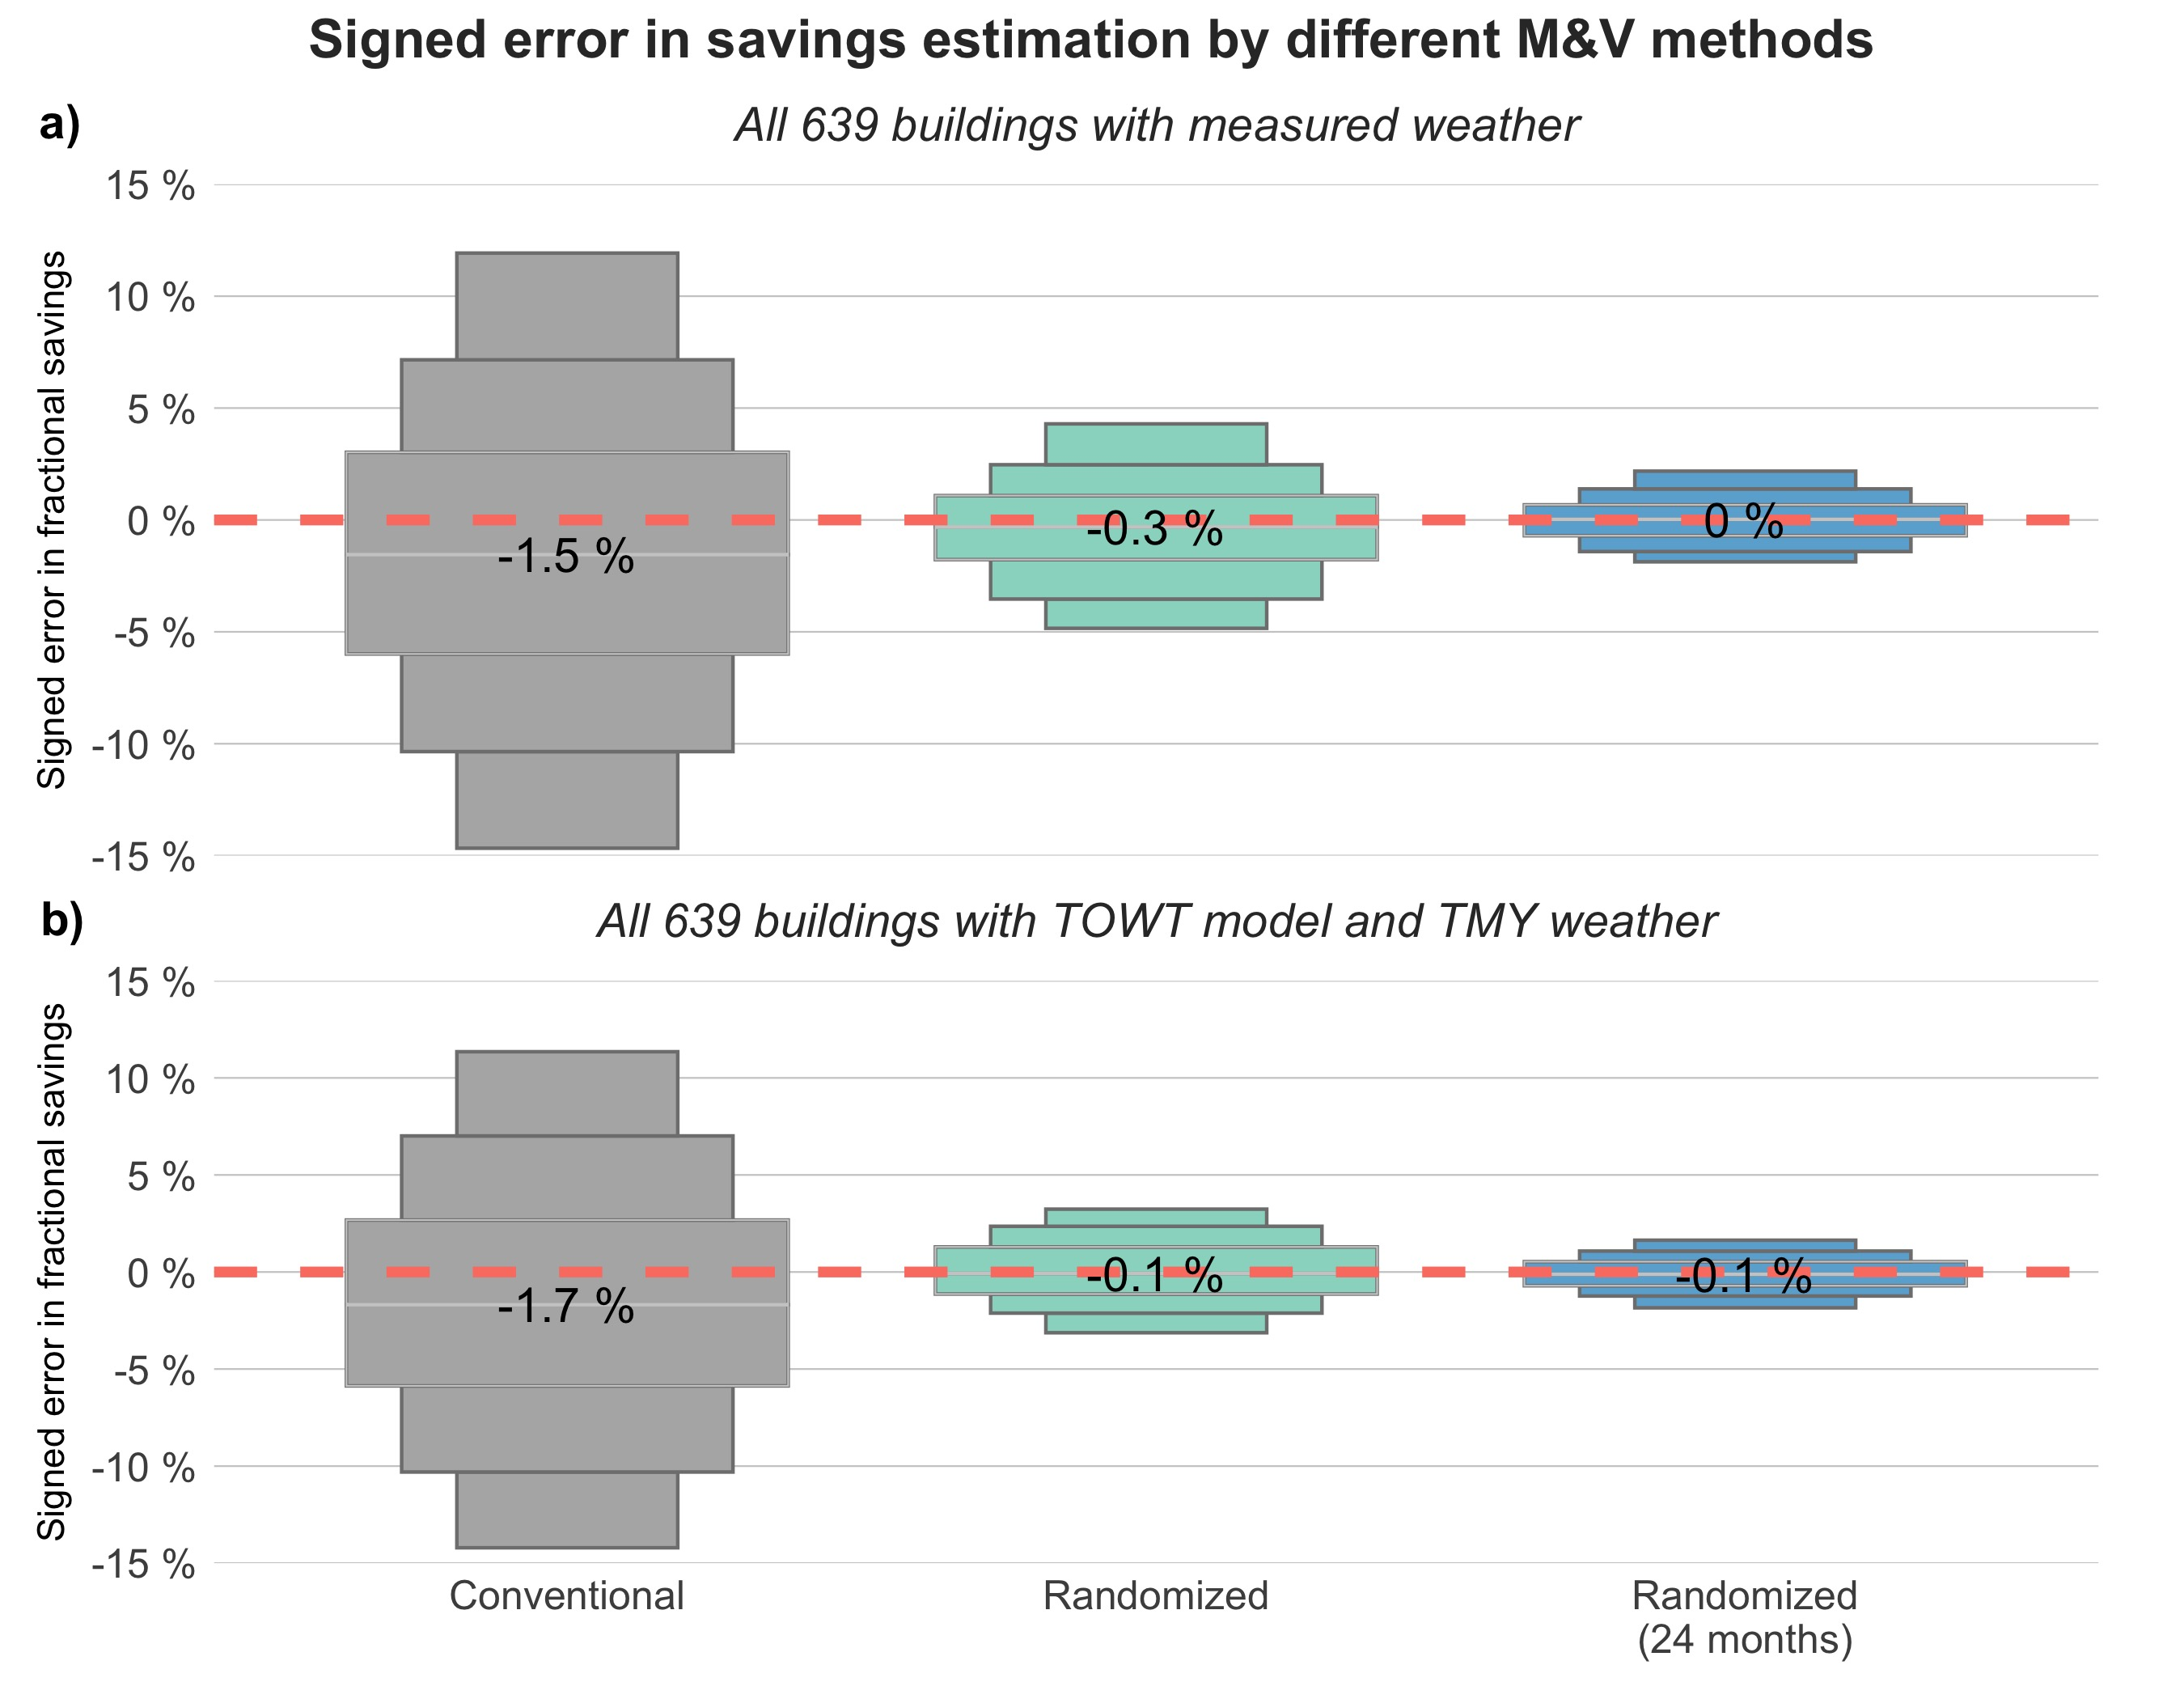 Signed error in savings estimation by different M&V methods
a)
All 639 buildings with measured weather
Signed error in fractional savings
15 %
10 %
5 %
0 %
-5 %
-10 %
-15 %
-1.5 %
-0.3 %
0 %
b)
All 639 buildings with TOWT model and TMY weather
Signed error in fractional savings
15 %
10 %
5 %
0 %
-5 %
-10 %
-15 %
-1.7 %
-0.1 %
-0.1 %
Conventional
Randomized
Randomized
(24 months)